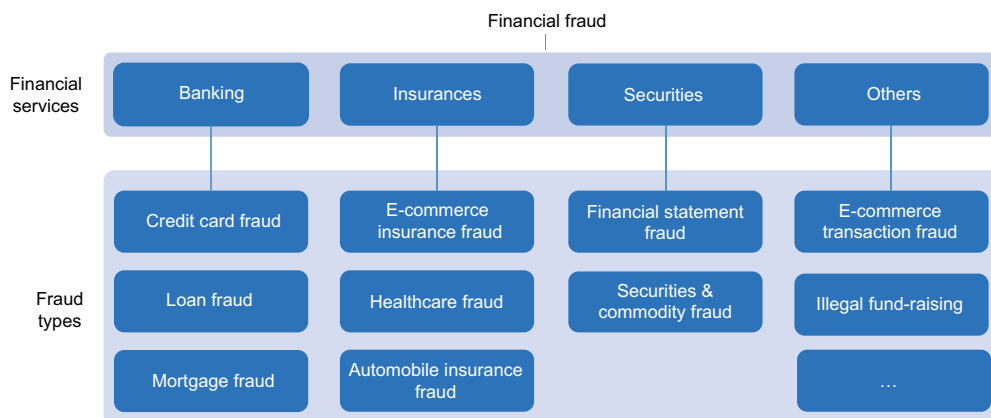 Financial fraud
Financial
services
Banking
Insurances
Securities
Others
Fraud
types
Credit card fraud
E-commerce
insurance fraud
Financial statement
fraud
E-commerce
transaction fraud
Loan fraud
Healthcare fraud
Securities &
commodity fraud
Illegal fund-raising
Mortgage fraud
Automobile insurance
fraud
…